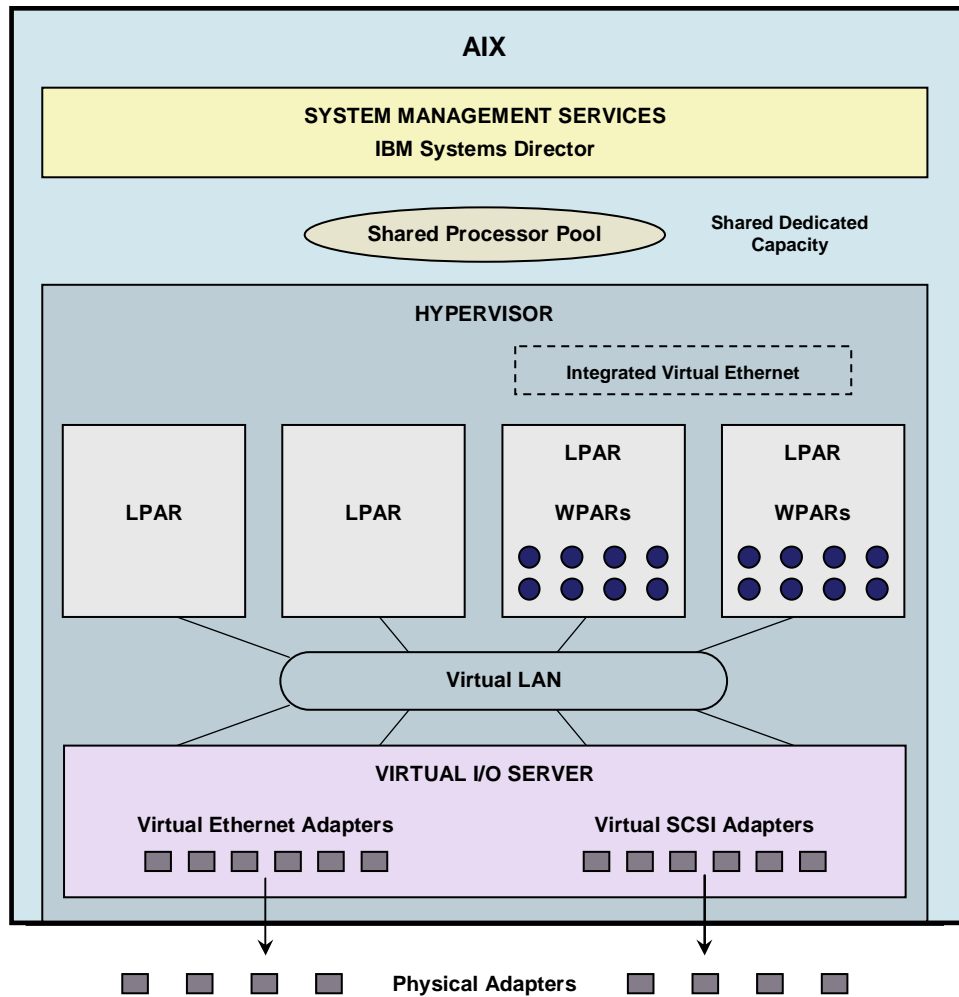 AIX
SYSTEM MANAGEMENT SERVICES
IBM Systems Director
Shared Processor Pool
Shared Dedicated
Capacity
HYPERVISOR
Integrated Virtual Ethernet
LPAR
LPAR
LPAR
WPARs
LPAR
WPARs
Virtual LAN
VIRTUAL I/O SERVER
Virtual Ethernet Adapters
Virtual SCSI Adapters
Physical Adapters